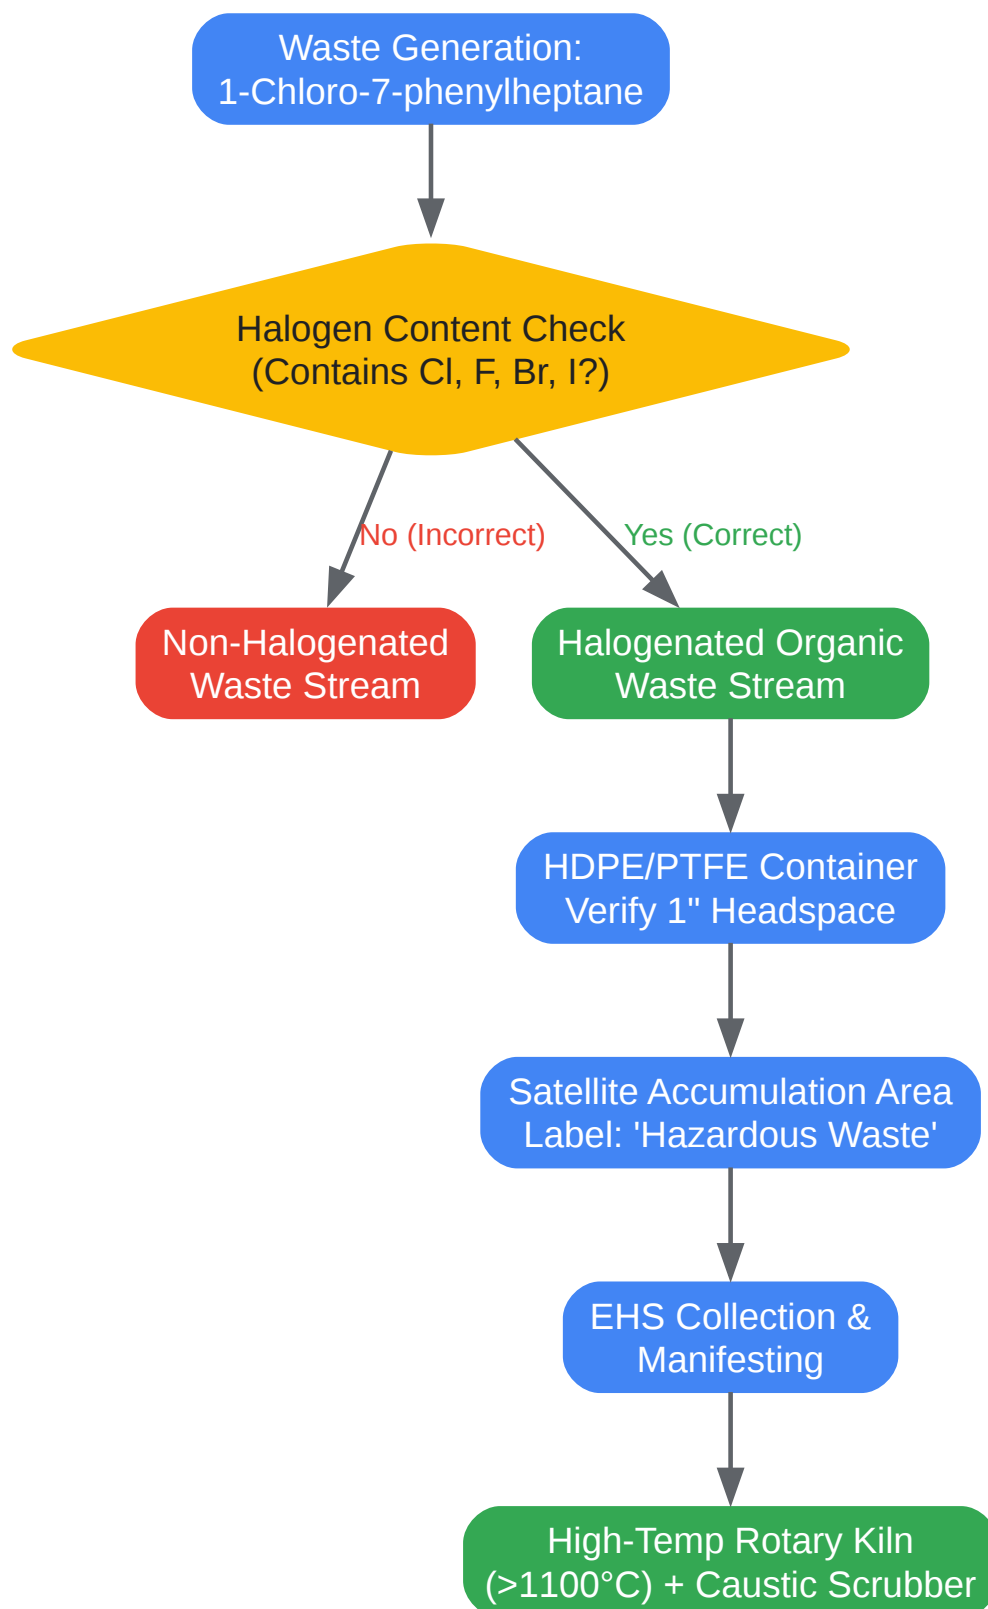 Waste Generation:
1-Chloro-7-phenylheptane
Halogen Content Check
(Contains Cl, F, Br, I?)
No (Incorrect)
Yes (Correct)
Non-Halogenated
Waste Stream
Halogenated Organic
Waste Stream
HDPE/PTFE Container
Verify 1" Headspace
Satellite Accumulation Area
Label: 'Hazardous Waste'
EHS Collection &
Manifesting
High-Temp Rotary Kiln
(>1100°C) + Caustic Scrubber